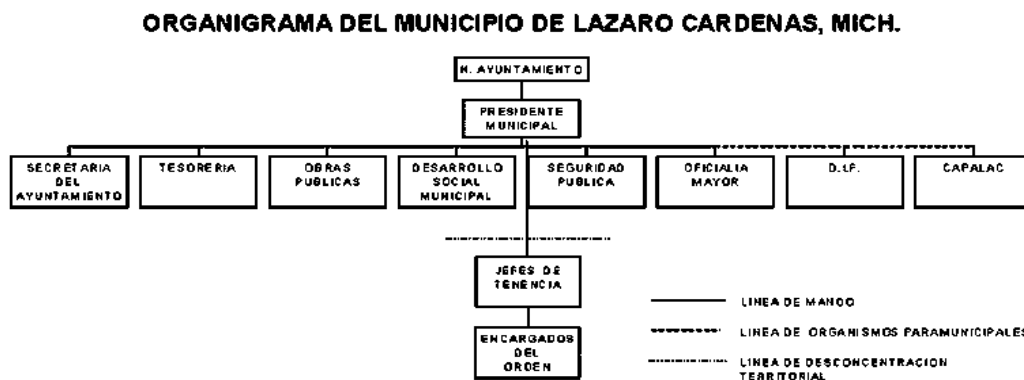 ORGANIGRAMA DEL MUNICIPIO DE LAZARO CARDENAS, MICH.
H. AYUNTAMIENTO
PRESIDENTE
MUNICIPAL
SECRETARIA
DEL
AYUNTAMIENTO
TESORERIA
OBRAS
PUBLICAS
DESARROLLO
SOCIAL
MUNICIPAL
SEGURIDAD
PUBLICA
OFICIALIA
MAYOR
D.I.F.
CAPALAC
JEFES DE
TENENCIA
ENCARGADOS
DEL
ORDEN
LINEA DE MANDO
LINEA DE ORGANISMOS PARAMUNICIPALES
LINEA DE DESCONCENTRACION
TERRITORIAL